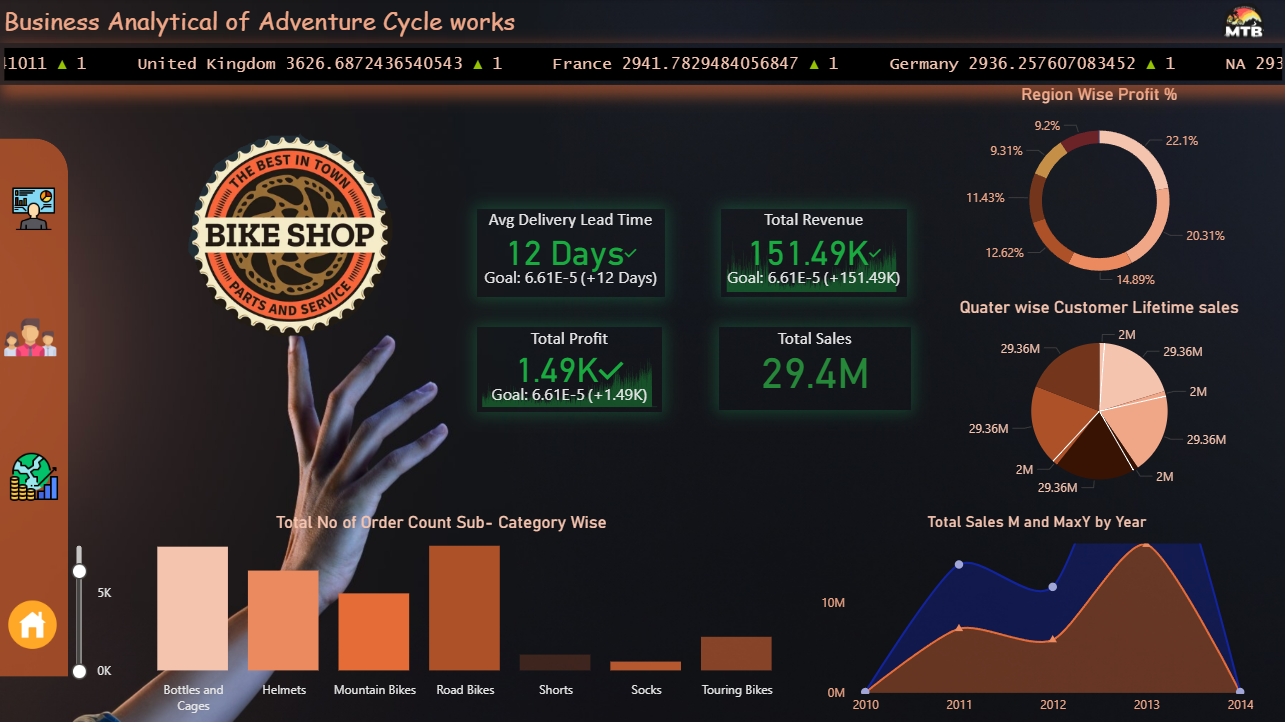 Business Analytical of Adventure Cycle works
MTB
41011 ▲ 1 United Kingdom 3626.6872436540543 ▲ 1 France 2941.7829484056847 ▲ 1 Germany 2936.257607083452 ▲ 1 NA 293
Region Wise Profit %
9.2%
22.1%
9.31%
11.43%
20.31%
12.62%
14.89%
THE BEST IN TOWN
BIKE SHOP
PARTS AND SERVICE
Avg Delivery Lead Time
12 Days
Goal: 6.61E-5 (+12 Days)
Total Revenue
151.49K
Goal: 6.61E-5 (+151.49K)
Total Profit
1.49K
Goal: 6.61E-5 (+1.49K)
Total Sales
29.4M
Quater wise Customer Lifetime sales
2M
29.36M
29.36M
2M
29.36M
29.36M
2M
2M
29.36M
Total No of Order Count Sub- Category Wise
5K
0K
Bottles and
Cages
Helmets
Mountain Bikes
Road Bikes
Shorts
Socks
Touring Bikes
Total Sales M and MaxY by Year
10M
0M
2010
2011
2012
2013
2014